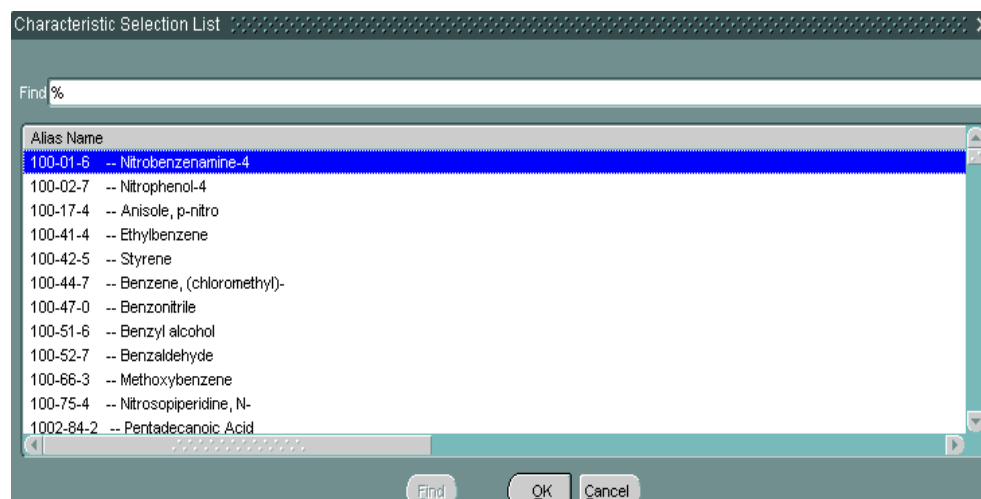 Characteristic Selection List
Find %
Alias Name
100-01-6 -- Nitrobenzenamine-4
100-02-7 -- Nitrophenol-4
100-17-4 -- Anisole, p-nitro
100-41-4 -- Ethylbenzene
100-42-5 -- Styrene
100-44-7 -- Benzene, (chloromethyl)-
100-47-0 -- Benzonitrile
100-51-6 -- Benzyl alcohol
100-52-7 -- Benzaldehyde
100-66-3 -- Methoxybenzene
100-75-4 -- Nitrosopiperidine, N-
1002-84-2 -- Pentadecanoic Acid
Find OK Cancel